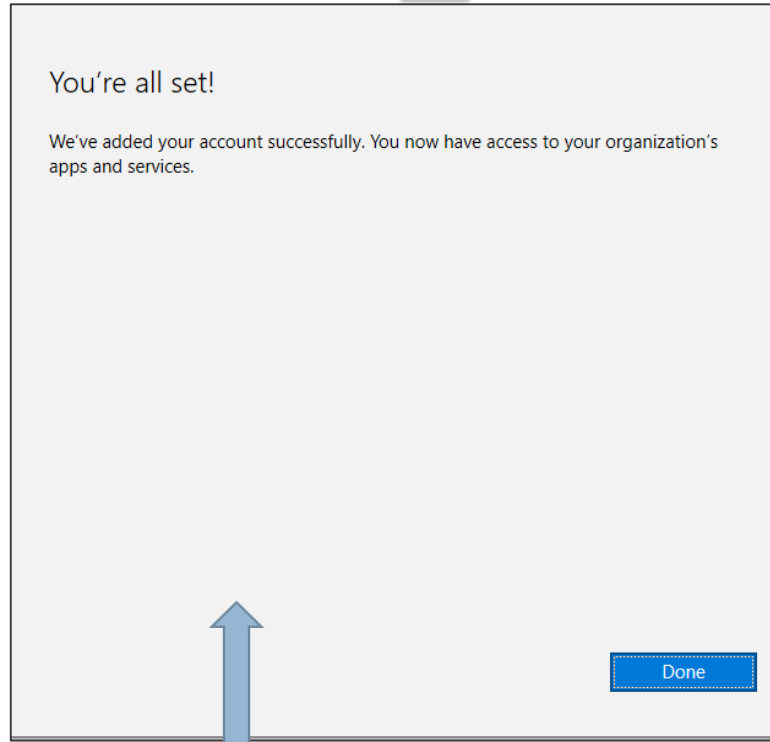 You’re all set!
We’ve added your account successfully. You now have access to your organization’s
apps and services.
Done